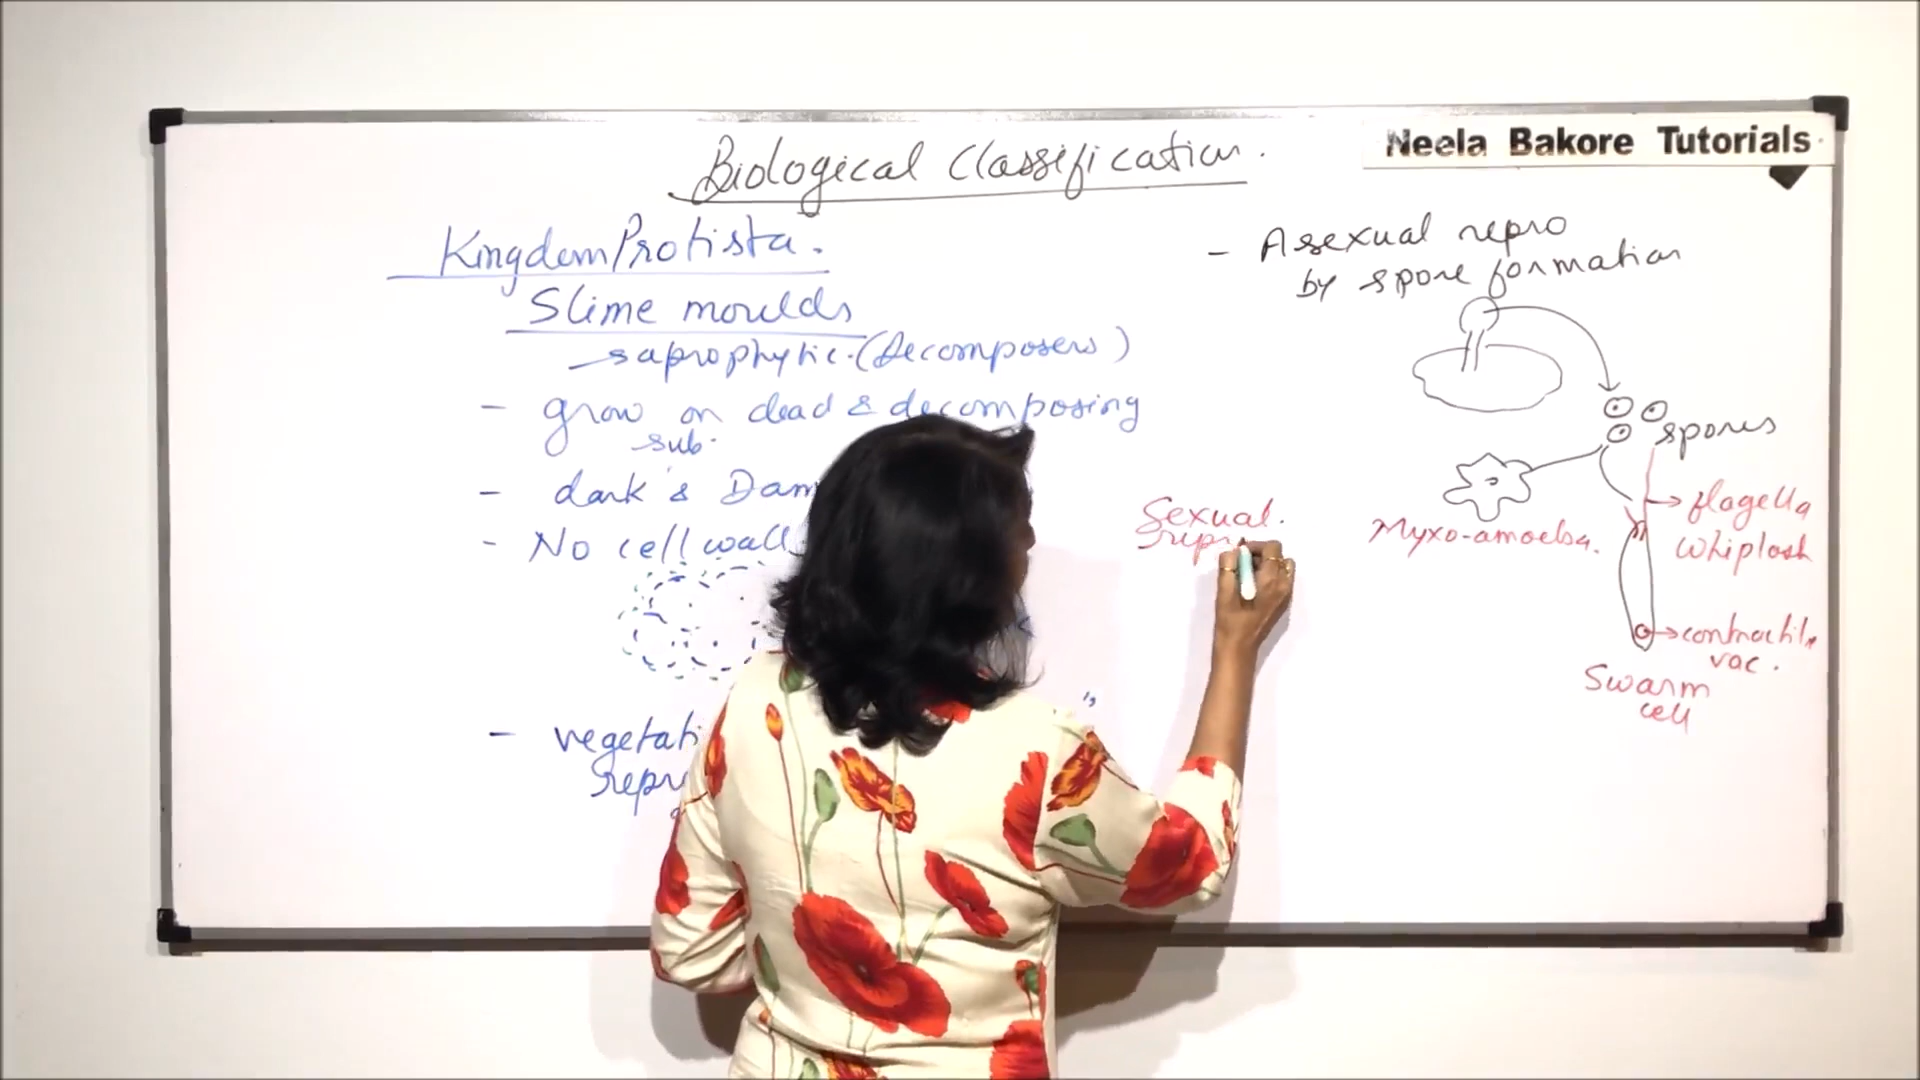 Biological Classification.
Neela Bakore Tutorials
Kingdom Protista.
Slime moulds
saprophytic. (Decomposers)
- grow on dead & decomposing
sub.
- dark & Dam
- No cell wall
- vegetati
repr
- Asexual repro
by spore formation
spores
Myxo-amoeba.
flagella
whiplash
contractile
vac.
Swarm
cell
Sexual.
repr